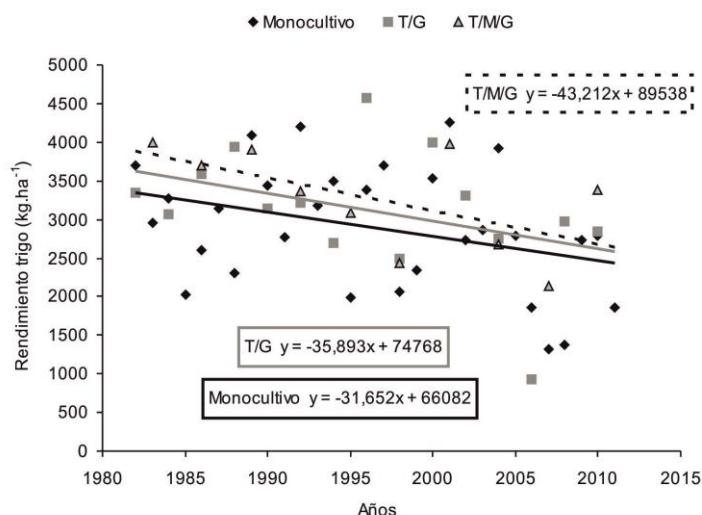 Monocultivo T/G T/M/G
5000
4500
4000
3500
3000
2500
2000
1500
1000
500
0
Rendimiento trigo (kg.ha⁻¹)
T/M/G y = -43,212x + 89538
T/G y = -35,893x + 74768
Monocultivo y = -31,652x + 66082
1980 1985 1990 1995 2000 2005 2010 2015
Años